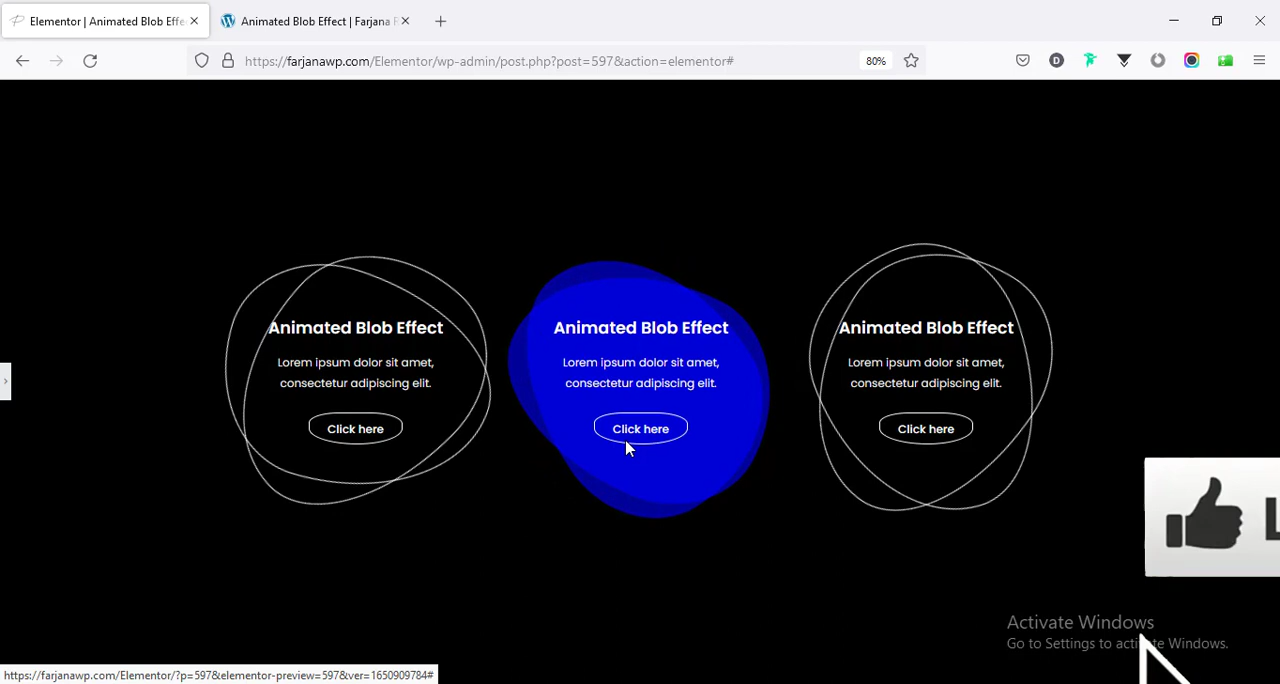 Elementor | Animated Blob Effe
Animated Blob Effect | Farjana
https://farjanawp.com/Elementor/wp-admin/post.php?post=597&action=elementor#
80%
Animated Blob Effect
Lorem ipsum dolor sit amet,
consectetur adipiscing elit.
Click here
Animated Blob Effect
Lorem ipsum dolor sit amet,
consectetur adipiscing elit.
Click here
Animated Blob Effect
Lorem ipsum dolor sit amet,
consectetur adipiscing elit.
Click here
L
Activate Windows
Go to Settings to activate Windows.
https://farjanawp.com/Elementor/?p=597&elementor-preview=597&ver=1650909784#